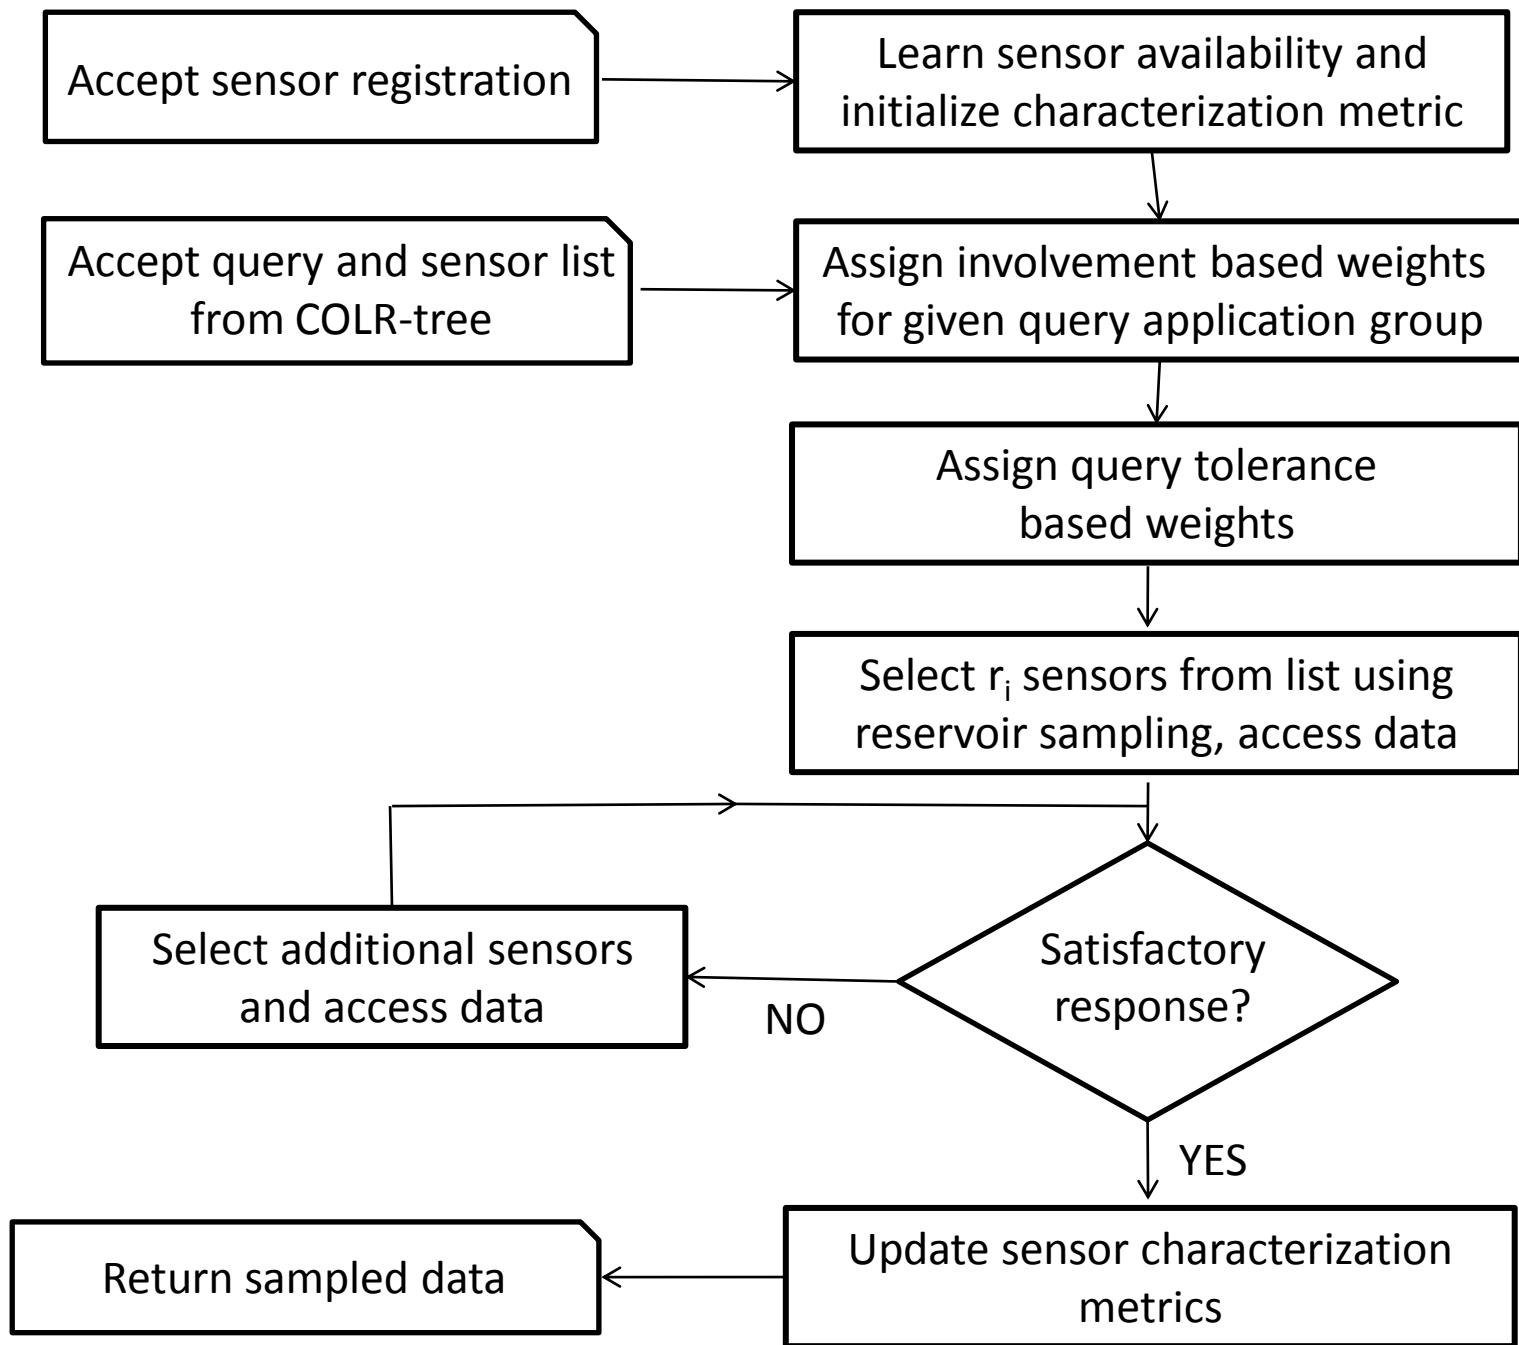 Accept sensor registration
Learn sensor availability and
initialize characterization metric
Accept query and sensor list
from COLR-tree
Assign involvement based weights
for given query application group
Assign query tolerance
based weights
Select rᵢ sensors from list using
reservoir sampling, access data
Select additional sensors
and access data
NO
Satisfactory
response?
YES
Return sampled data
Update sensor characterization
metrics